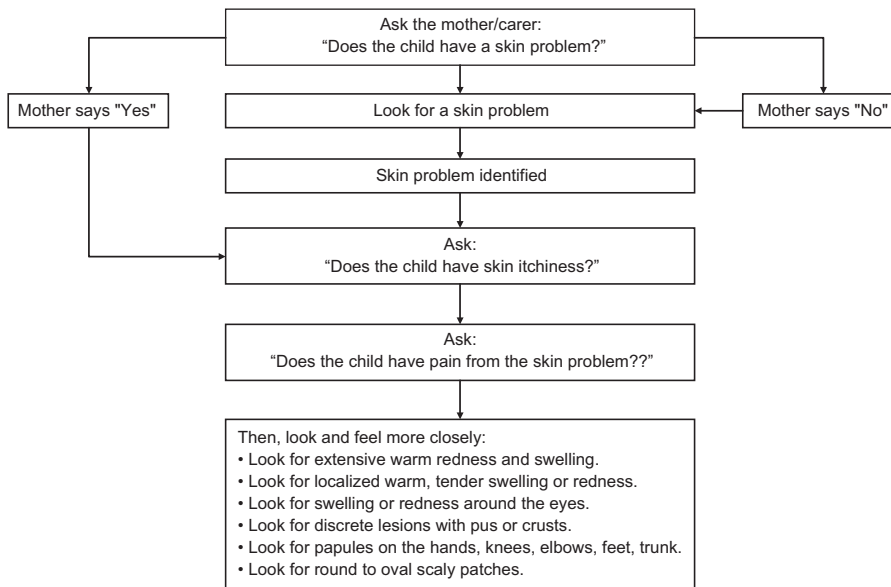 Ask the mother/carer:
“Does the child have a skin problem?”
Mother says "Yes"
Look for a skin problem
Mother says "No"
Skin problem identified
Ask:
“Does the child have skin itchiness?”
Ask:
“Does the child have pain from the skin problem??”
Then, look and feel more closely:
• Look for extensive warm redness and swelling.
• Look for localized warm, tender swelling or redness.
• Look for swelling or redness around the eyes.
• Look for discrete lesions with pus or crusts.
• Look for papules on the hands, knees, elbows, feet, trunk.
• Look for round to oval scaly patches.